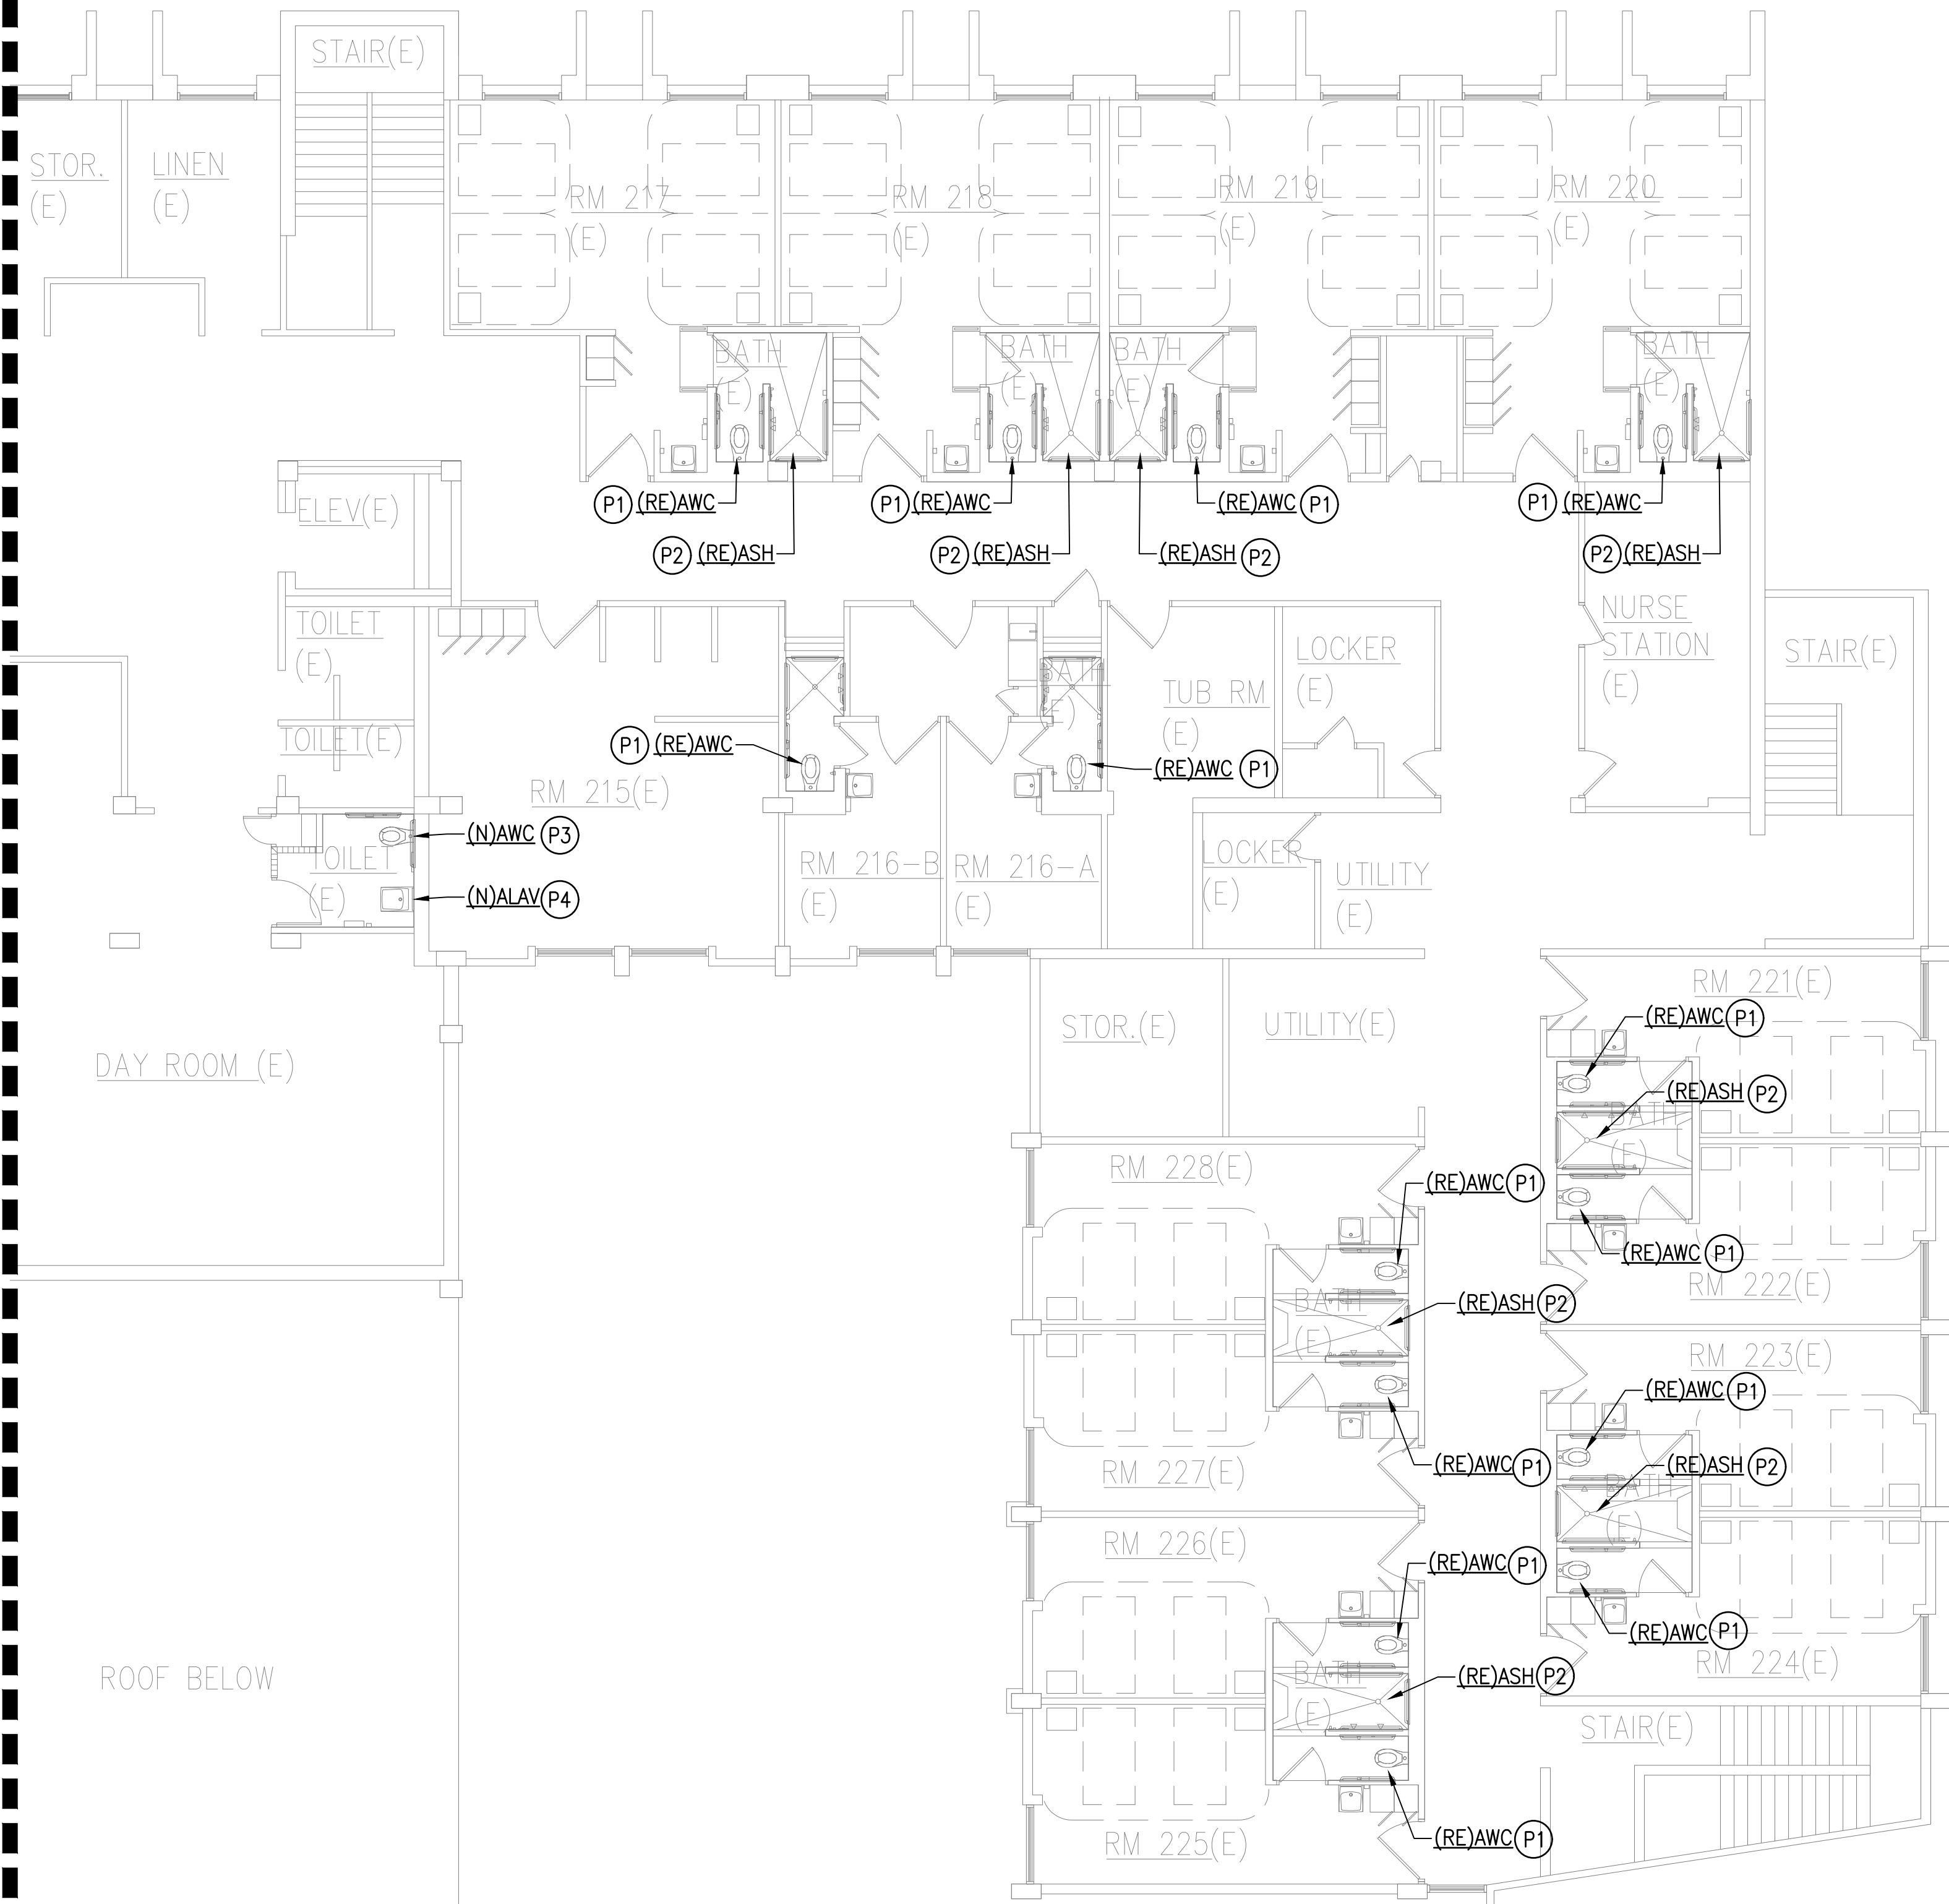 STAIR(E)
STOR.
(E)
LINEN
(E)
RM 217
(E)
RM 218
(E)
RM 219
(E)
RM 220
(E)
BATH
(E)
BATH
(E)
BATH
(E)
BATH
(E)
P1 (RE)AWC
P1 (RE)AWC
(RE)AWC P1
P1 (RE)AWC
P2 (RE)ASH
P2 (RE)ASH
(RE)ASH P2
P2 (RE)ASH
ELEV(E)
TOILET
(E)
TOILET(E)
NURSE
STATION
(E)
STAIR(E)
LOCKER
(E)
BATH
(E)
TUB RM
(E)
P1 (RE)AWC
(RE)AWC P1
RM 215(E)
(N)AWC P3
TOILET
(E)
(N)ALAV P4
RM 216-B
(E)
RM 216-A
(E)
LOCKER
(E)
UTILITY
(E)
RM 221(E)
STOR.(E)
UTILITY(E)
(RE)AWC P1
DAY ROOM (E)
(RE)ASH P2
BATH
(E)
RM 228(E)
(RE)AWC P1
(RE)AWC P1
RM 222(E)
BATH
(E)
(RE)ASH P2
RM 223(E)
(RE)AWC P1
RM 227(E)
(RE)AWC P1
(RE)ASH P2
BATH
(E)
RM 226(E)
(RE)AWC P1
(RE)AWC P1
RM 224(E)
ROOF BELOW
BATH
(E)
(RE)ASH P2
STAIR(E)
RM 225(E)
(RE)AWC P1